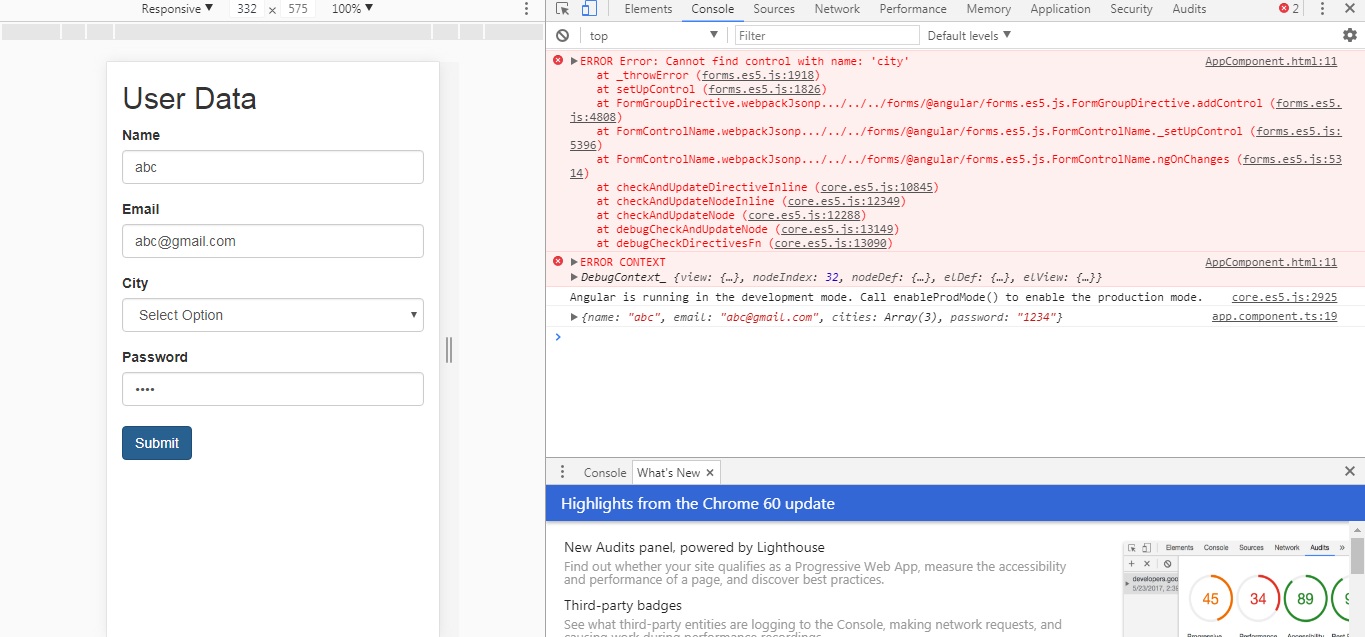 Responsive ▼ 332 × 575 100% ▼
User Data
Name
abc
Email
abc@gmail.com
City
Select Option
Password
••••
Submit
Elements Console Sources Network Performance Memory Application Security Audits 2
top ▼ Filter Default levels ▼
ERROR Error: Cannot find control with name: 'city' AppComponent.html:11
at _throwError (forms.es5.js:1918)
at setUpControl (forms.es5.js:1826)
at FormGroupDirective.webpackJsonp.../../../forms/@angular/forms.es5.js.FormGroupDirective.addControl (forms.es5.
js:4808)
at FormControlName.webpackJsonp.../../../forms/@angular/forms.es5.js.FormControlName._setUpControl (forms.es5.js:
5396)
at FormControlName.webpackJsonp.../../../forms/@angular/forms.es5.js.FormControlName.ngOnChanges (forms.es5.js:53
14)
at checkAndUpdateDirectiveInline (core.es5.js:10845)
at checkAndUpdateNodeInline (core.es5.js:12349)
at checkAndUpdateNode (core.es5.js:12288)
at debugCheckAndUpdateNode (core.es5.js:13149)
at debugCheckDirectivesFn (core.es5.js:13090)
ERROR CONTEXT AppComponent.html:11
DebugContext_ {view: {…}, nodeIndex: 32, nodeDef: {…}, elDef: {…}, elView: {…}}
Angular is running in the development mode. Call enableProdMode() to enable the production mode. core.es5.js:2925
{name: "abc", email: "abc@gmail.com", cities: Array(3), password: "1234"} app.component.ts:19
Console What's New ×
Highlights from the Chrome 60 update
New Audits panel, powered by Lighthouse
Find out whether your site qualifies as a Progressive Web App, measure the accessibility
and performance of a page, and discover best practices.
Third-party badges
See what third-party entities are logging to the Console, making network requests, and
causing work during performance recordings.
Elements Console Sources Network Audits »
developers.goo
45 34 89